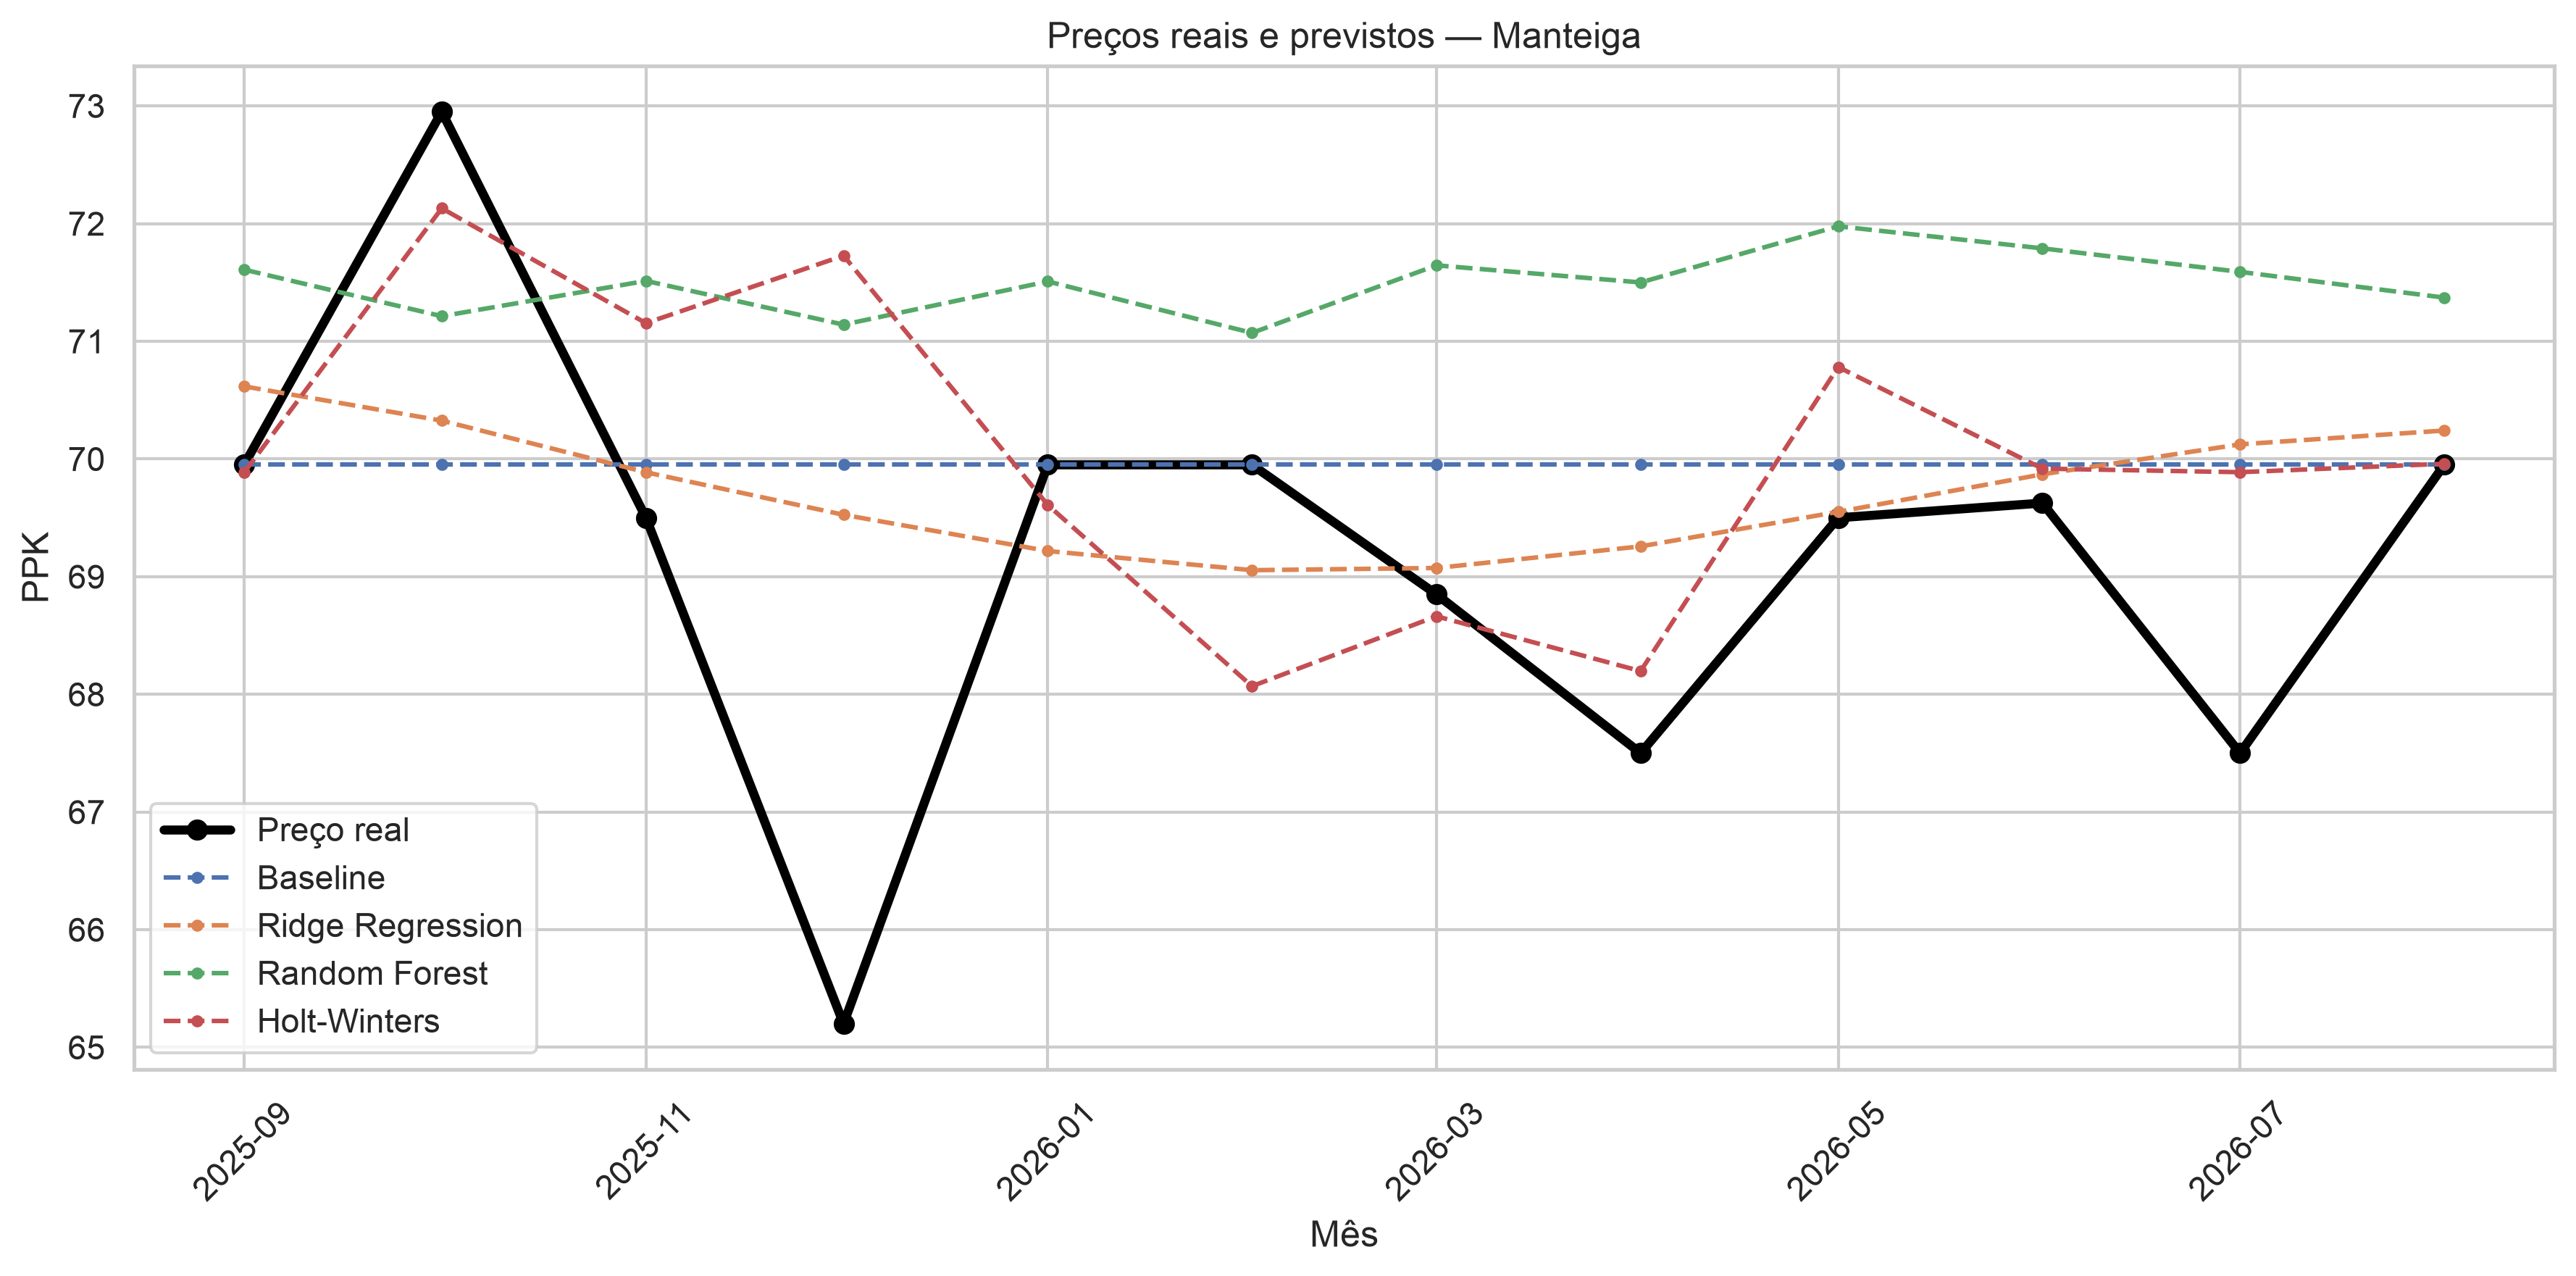 Preços reais e previstos — Manteiga
73
72
71
70
69
68
67
66
65
PPK
Preço real
Baseline
Ridge Regression
Random Forest
Holt-Winters
2025-09
2025-11
2026-01
2026-03
2026-05
2026-07
Mês